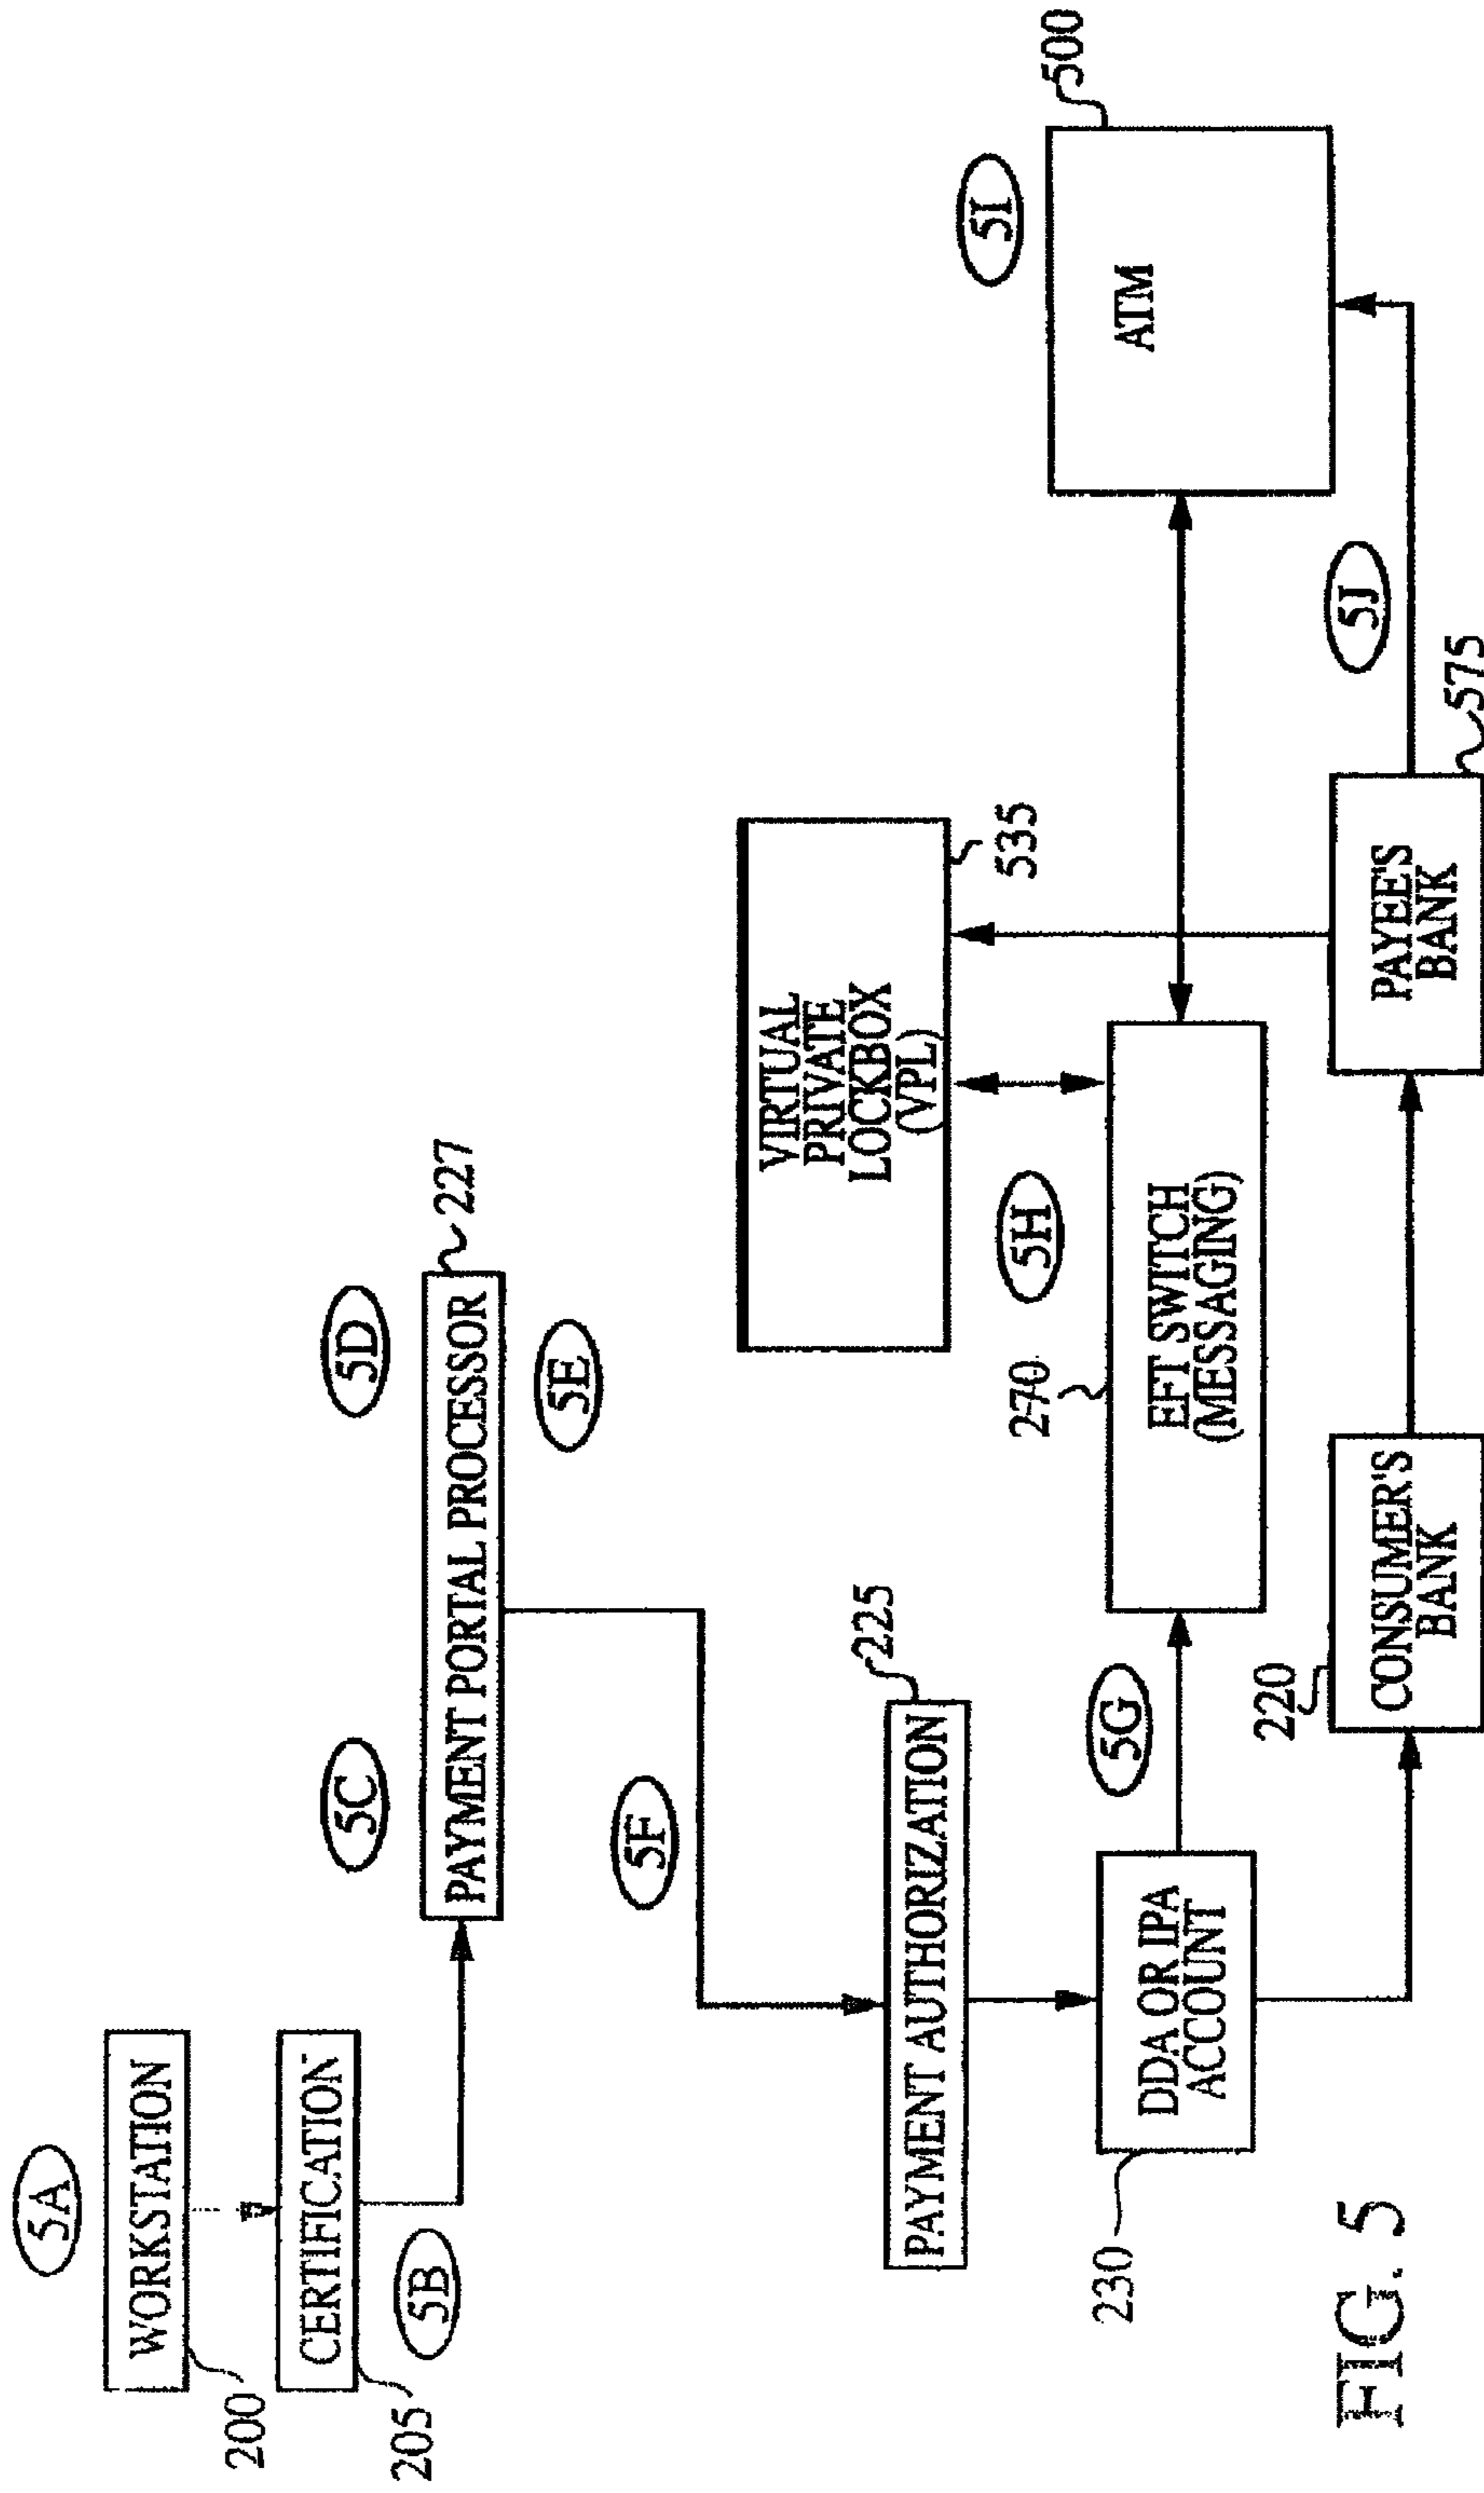 5A
WORKSTATION
200
CERTIFICATION
205
5B
5C
5D
PAYMENT PORTAL PROCESSOR
227
5E
5F
PAYMENT AUTHORIZATION
225
VIRTUAL
PRIVATE
LOCKBOX
(VPL)
535
5I
500
ATM
DDA OR IPA
ACCOUNT
230
5G
5H
270
EFT SWITCH
(MESSAGING)
220
CONSUMER'S
BANK
PAYEE'S
BANK
575
5J
FIG. 5